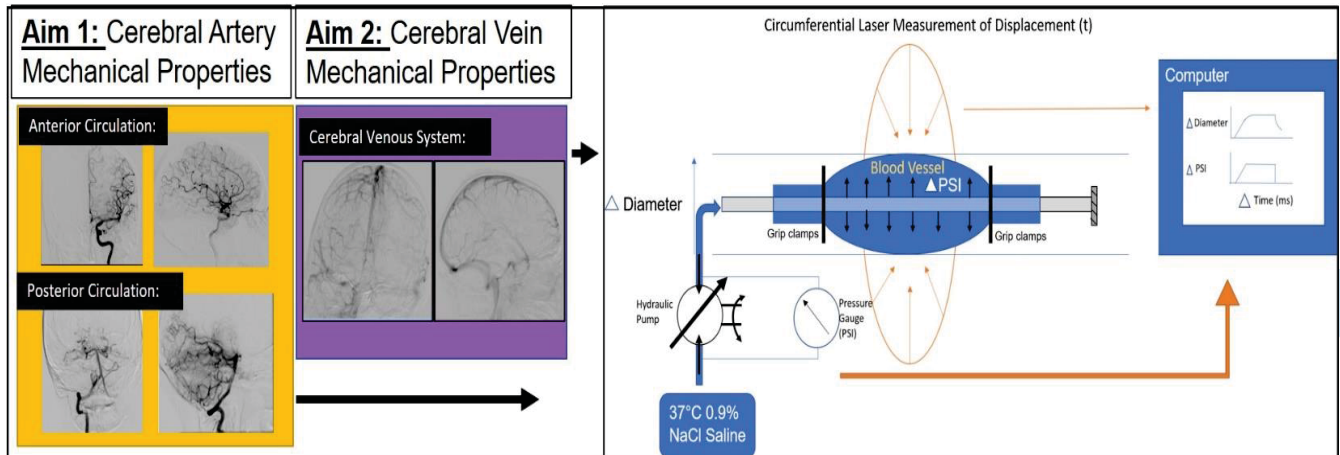 Aim 1: Cerebral Artery
Mechanical Properties
Anterior Circulation:
Posterior Circulation:
Aim 2: Cerebral Vein
Mechanical Properties
Cerebral Venous System:
Circumferential Laser Measurement of Displacement (t)
△ Diameter
Blood Vessel
△ PSI
Grip clamps
Grip clamps
Hydraulic
Pump
Pressure
Gauge
(PSI)
37°C 0.9%
NaCl Saline
Computer
△ Diameter
△ PSI
△ Time (ms)